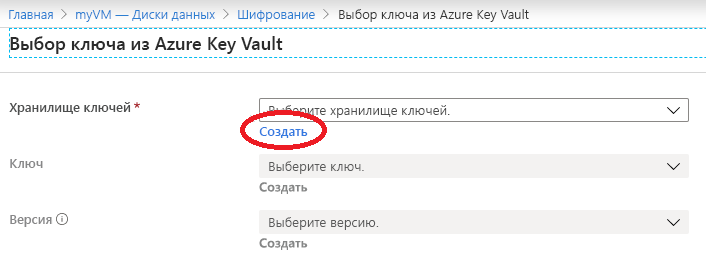 Главная > myVM — Диски данных > Шифрование > Выбор ключа из Azure Key Vault
Выбор ключа из Azure Key Vault
Хранилище ключей * Выберите хранилище ключей.
Создать
Ключ Выберите ключ.
Создать
Версия Выберите версию.
Создать